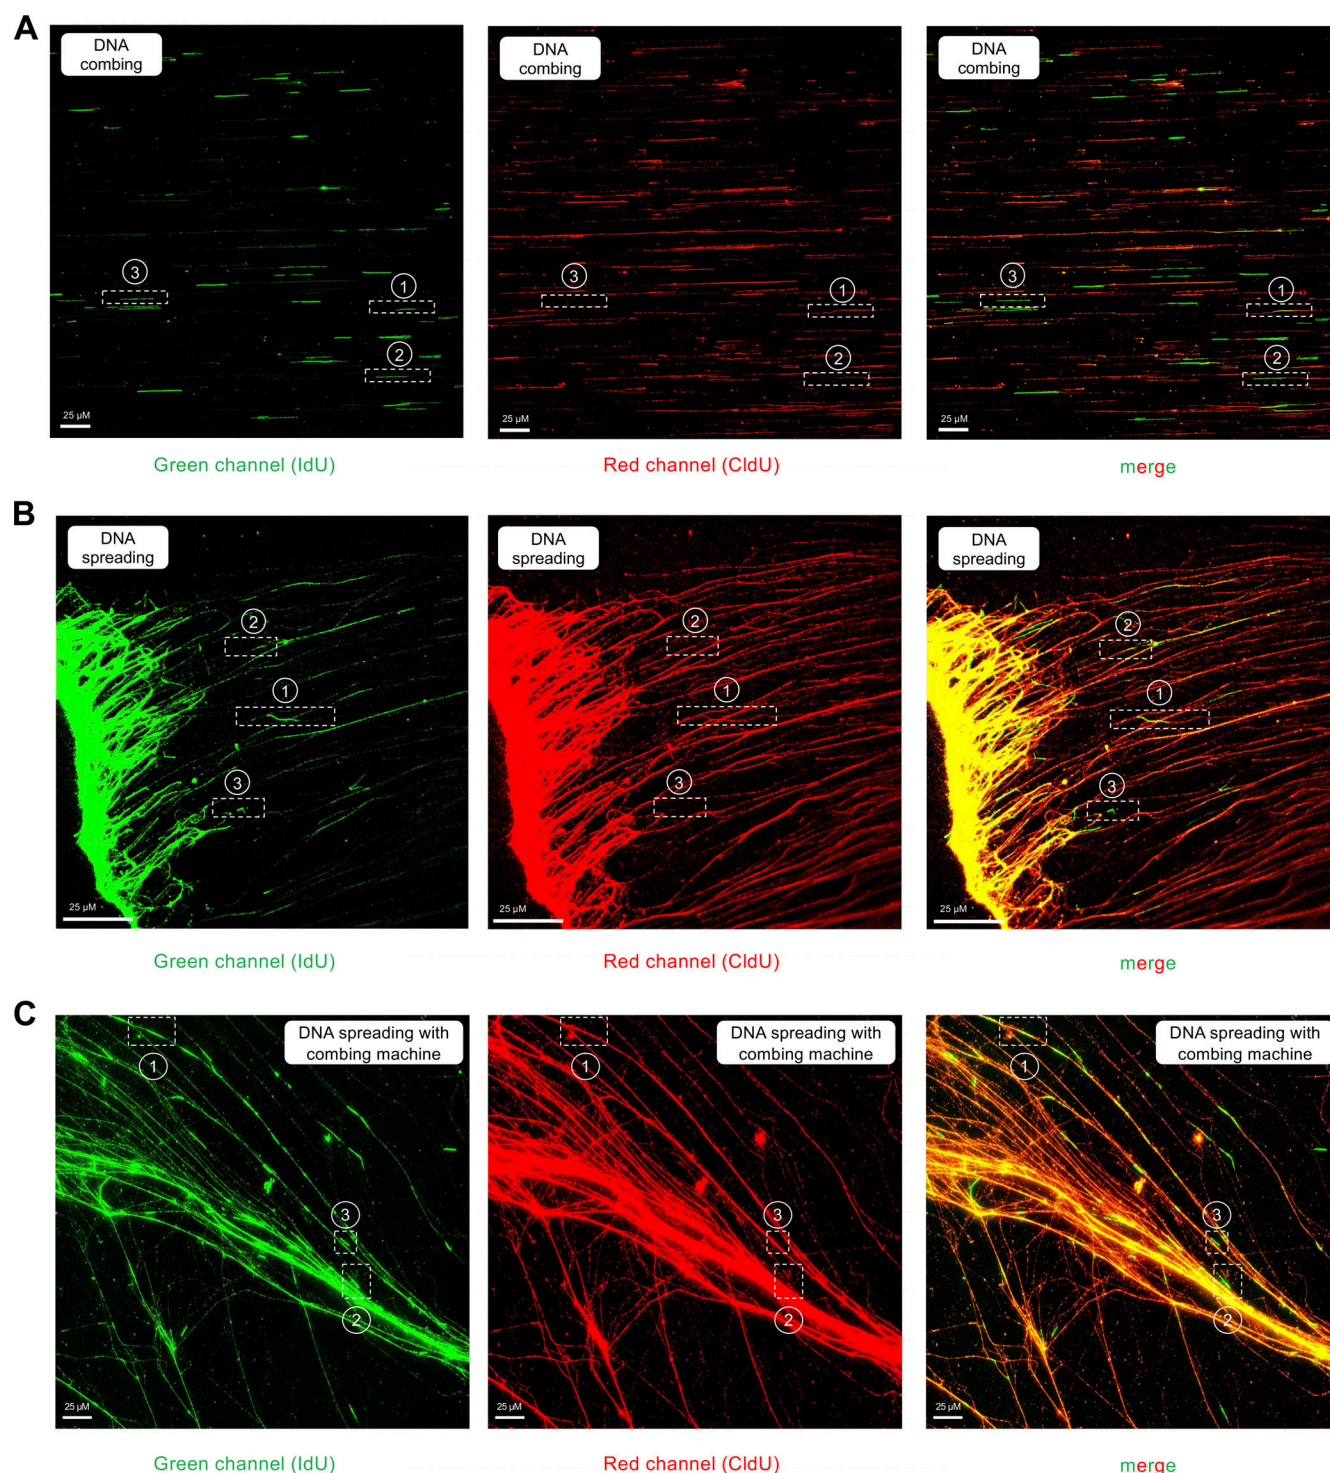 A
DNA
combing
3
1
2
25 µM
DNA
combing
3
1
2
25 µM
DNA
combing
3
1
2
25 µM
Green channel (IdU)
Red channel (CldU)
merge
B
DNA
spreading
2
1
3
25 µM
DNA
spreading
2
1
3
25 µM
DNA
spreading
2
1
3
Green channel (IdU)
Red channel (CldU)
merge
C
DNA spreading with
combing machine
1
3
2
25 µM
DNA spreading with
combing machine
1
3
2
25 µM
DNA spreading with
combing machine
1
3
2
25 µM
Green channel (IdU)
Red channel (CldU)
merge